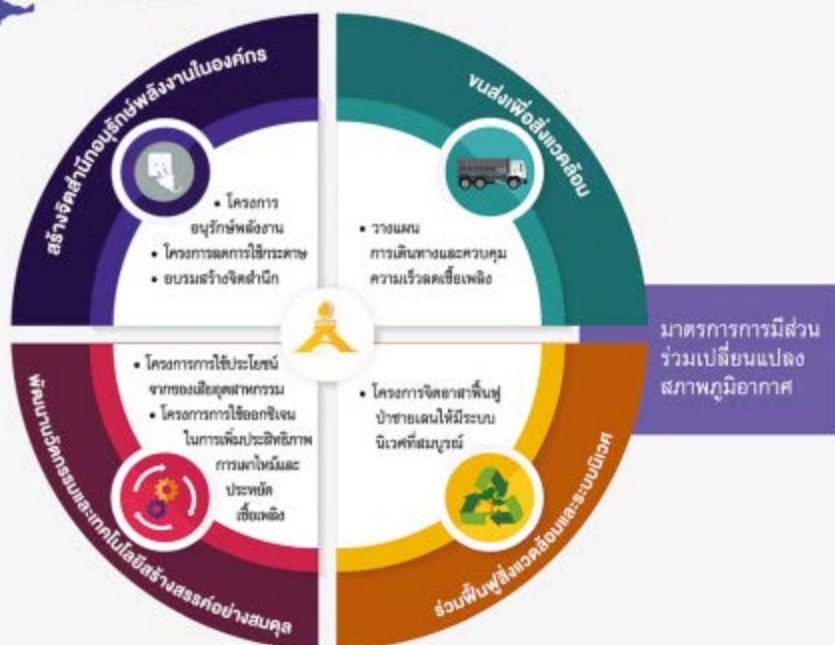 สร้างจิตสำนึกอนุรักษ์พลังงานในองค์กร
• โครงการ
อนุรักษ์พลังงาน
• โครงการลดการใช้กระดาษ
• อบรมสร้างจิตสำนึก
ขนส่งเพื่อสิ่งแวดล้อม
• วางแผน
การเดินทางและควบคุม
ความเร็วลดเชื้อเพลิง
มาตรการการมีส่วน
ร่วมเปลี่ยนแปลง
สภาพภูมิอากาศ
• โครงการการใช้ประโยชน์
จากของเสียอุตสาหกรรม
• โครงการการใช้ออกซิเจน
ในการเพิ่มประสิทธิภาพ
การเผาไหม้และ
ประหยัด
เชื้อเพลิง
พัฒนานวัตกรรมและเทคโนโลยีสร้างสรรค์อย่างสมดุล
• โครงการจิตอาสาฟื้นฟู
ป่าชายเลนให้มีระบบ
นิเวศที่สมบูรณ์
ร่วมฟื้นฟูสิ่งแวดล้อมและระบบนิเวศ